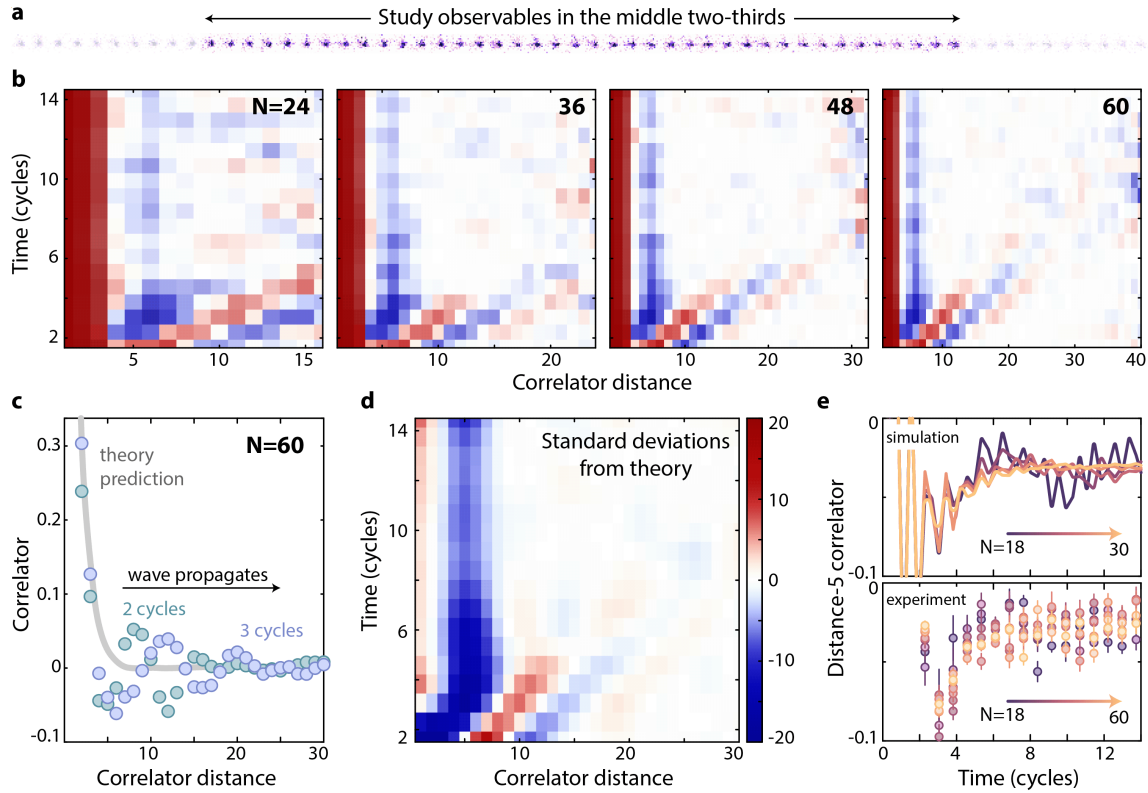 a
Study observables in the middle two-thirds
b
N=24
36
48
60
Time (cycles)
14
10
6
2
5
10
15
10
20
10
20
30
10
20
30
40
Correlator distance
c
N=60
theory
prediction
wave propagates
2 cycles
3 cycles
Correlator
0.3
0.2
0.1
0
-0.1
10
20
30
Correlator distance
d
Standard deviations
from theory
Time (cycles)
14
10
6
2
10
20
30
Correlator distance
20
10
0
-10
-20
e
Distance-5 correlator
0
simulation
N=18
30
-0.1
0
experiment
N=18
60
-0.1
0
4
8
12
Time (cycles)